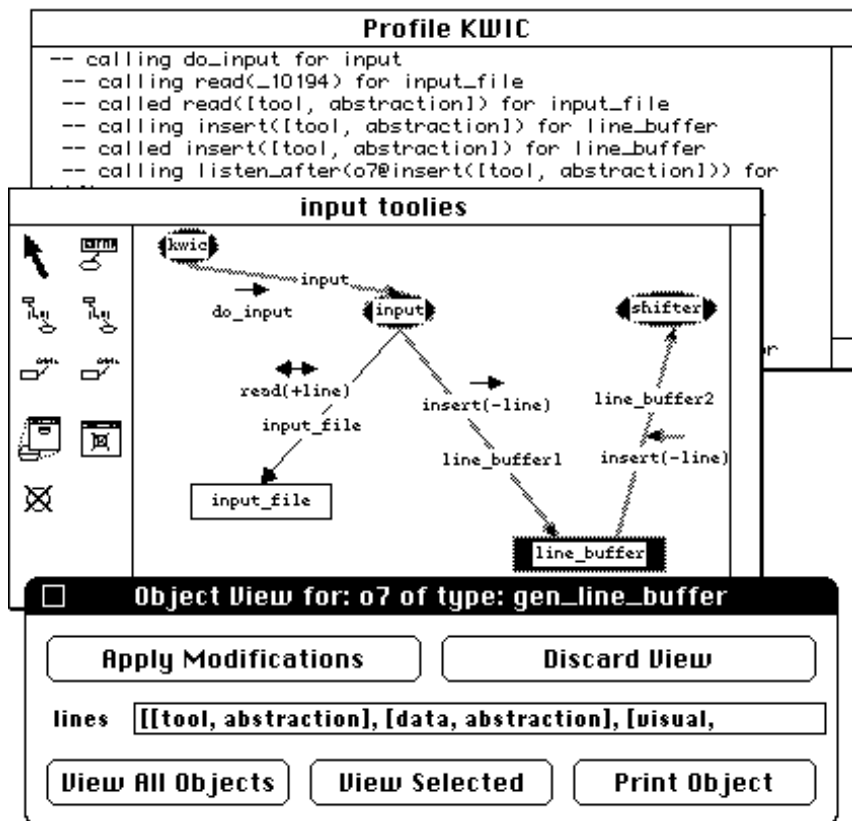 Profile KWIC
-- calling do_input for input
-- calling read(_10194) for input_file
-- called read([tool, abstraction]) for input_file
-- calling insert([tool, abstraction]) for line_buffer
-- called insert([tool, abstraction]) for line_buffer
-- calling listen_after(o7@insert([tool, abstraction])) for
input toolies
kwic
input
do_input
input
shifter
read(+line)
insert(-line)
line_buffer2
input_file
line_buffer1
insert(-line)
input_file
line_buffer
Object View for: o7 of type: gen_line_buffer
Apply Modifications
Discard View
lines
[[tool, abstraction], [data, abstraction], [visual,
View All Objects
View Selected
Print Object